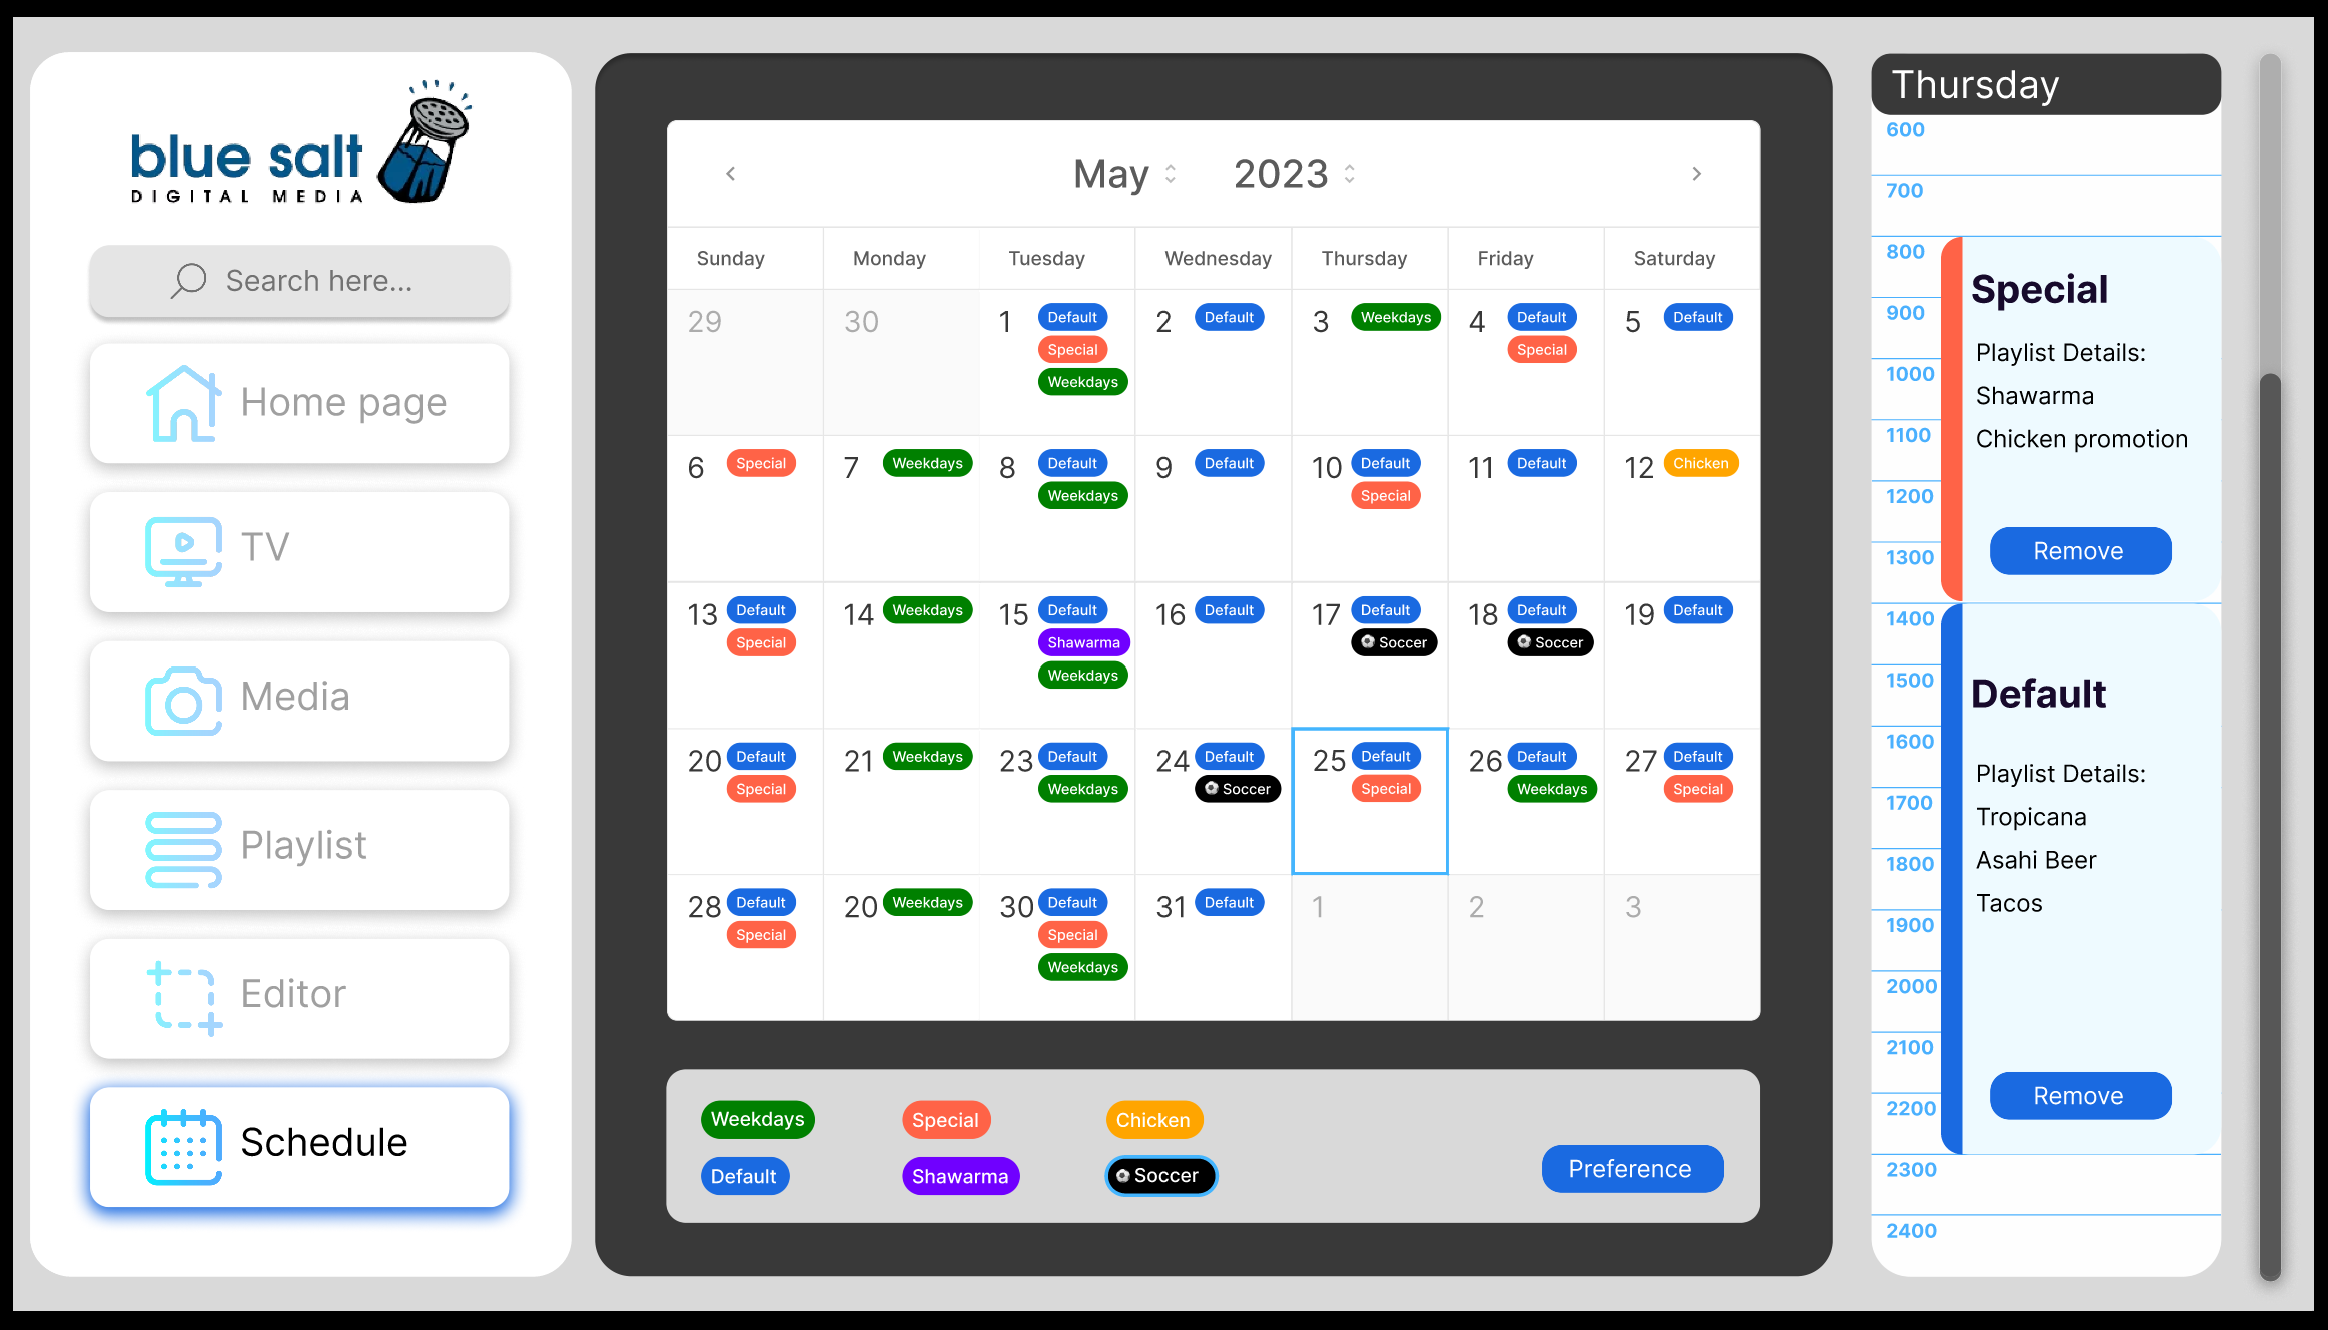 blue salt
DIGITAL MEDIA
Search here...
Home page
TV
Media
Playlist
Editor
Schedule
May 2023
Sunday Monday Tuesday Wednesday Thursday Friday Saturday
29 30 1 Default 2 Default 3 Weekdays 4 Default 5 Default
Special Special
Weekdays
6 Special 7 Weekdays 8 Default 9 Default 10 Default 11 Default 12 Chicken
Weekdays Special
13 Default 14 Weekdays 15 Default 16 Default 17 Default 18 Default 19 Default
Special Shawarma Soccer Soccer
Weekdays
20 Default 21 Weekdays 23 Default 24 Default 25 Default 26 Default 27 Default
Special Weekdays Soccer Special Weekdays Special
28 Default 20 Weekdays 30 Default 31 Default 1 2 3
Special Special
Weekdays
Weekdays Special Chicken
Default Shawarma Soccer
Preference
Thursday
600
700
800
900
1000
1100
1200
1300
1400
1500
1600
1700
1800
1900
2000
2100
2200
2300
2400
Special
Playlist Details:
Shawarma
Chicken promotion
Remove
Default
Playlist Details:
Tropicana
Asahi Beer
Tacos
Remove